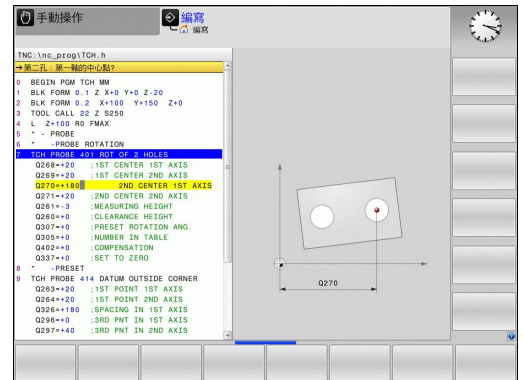 手動操作
編寫
編寫
TNC:\nc_prog\TCH.h
→第二孔：第一軸的中心點?
0 BEGIN PGM TCH MM
1 BLK FORM 0.1 Z X+0 Y+0 Z-20
2 BLK FORM 0.2 X+100 Y+150 Z+0
3 TOOL CALL 22 Z S250
4 L Z+100 R0 FMAX
5 * - PROBE
6 * -PROBE ROTATION
7 TCH PROBE 401 ROT OF 2 HOLES
Q268=+20 ;1ST CENTER 1ST AXIS
Q269=+20 ;1ST CENTER 2ND AXIS
Q270=+180 2ND CENTER 1ST AXIS
Q271=+20 ;2ND CENTER 2ND AXIS
Q261=-3 ;MEASURING HEIGHT
Q260=+0 ;CLEARANCE HEIGHT
Q307=+0 ;PRESET ROTATION ANG.
Q305=+0 ;NUMBER IN TABLE
Q402=+0 ;COMPENSATION
Q337=+0 ;SET TO ZERO
8 * -PRESET
9 TCH PROBE 414 DATUM OUTSIDE CORNER
Q263=+20 ;1ST POINT 1ST AXIS
Q264=+20 ;1ST POINT 2ND AXIS
Q326=+180 ;SPACING IN 1ST AXIS
Q296=+0 ;3RD PNT IN 1ST AXIS
Q297=+40 ;3RD PNT IN 2ND AXIS
Q270